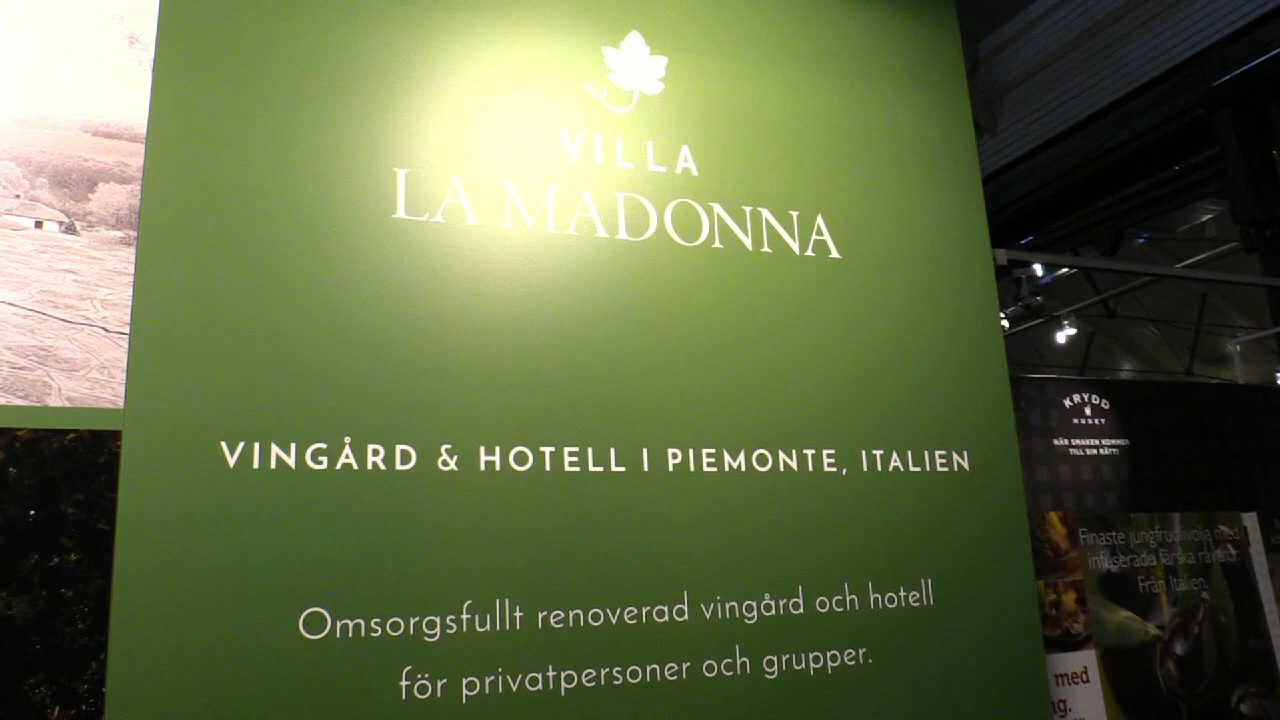 VILLA
LA MADONNA
VINGÅRD & HOTELL I PIEMONTE, ITALIEN
Omsorgsfullt renoverad vingård och hotell
för privatpersoner och grupper.
KRYDD
HUSET
NÄR SMAKEN KOMMER
TILL SIN RÄTT!
Finaste jungfruolivolja med
infuserade färska råvaror
Från Italien
med